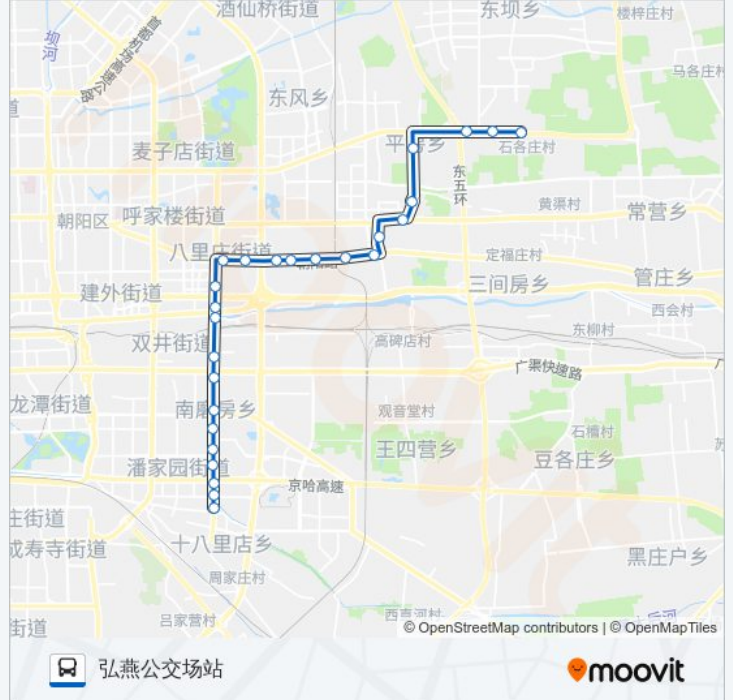 酒仙桥街道
东坝乡
楼梓庄村
坝河
首都机场高速公路
马各庄村
东风乡
道
麦子店街道
平房乡
石各庄村
东五环
朝阳区
呼家楼街道
黄渠村
常营乡
八里庄街道
定福庄村
建外街道
三间房乡
管庄乡
西会村
双井街道
高碑店村
东柳村
广渠快速路
龙潭街道
南磨房乡
观音堂村
王四营乡
石槽村
豆各庄乡
潘家园街道
京哈高速
庄街道
成寿寺街道
十八里店乡
周家庄村
黑庄户乡
吕家营村
西直河村
街道
© OpenStreetMap contributors | © OpenMapTiles
弘燕公交场站
moovit